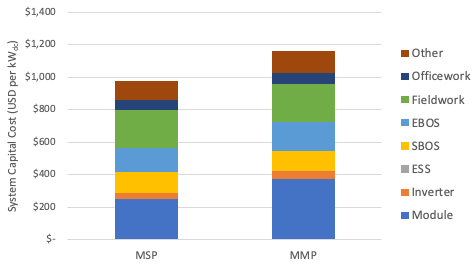 $1,400
$1,200
$1,000
$800
$600
$400
$200
$-
System Capital Cost (USD per kWdc)
MSP
MMP
Other
Officework
Fieldwork
EBOS
SBOS
ESS
Inverter
Module